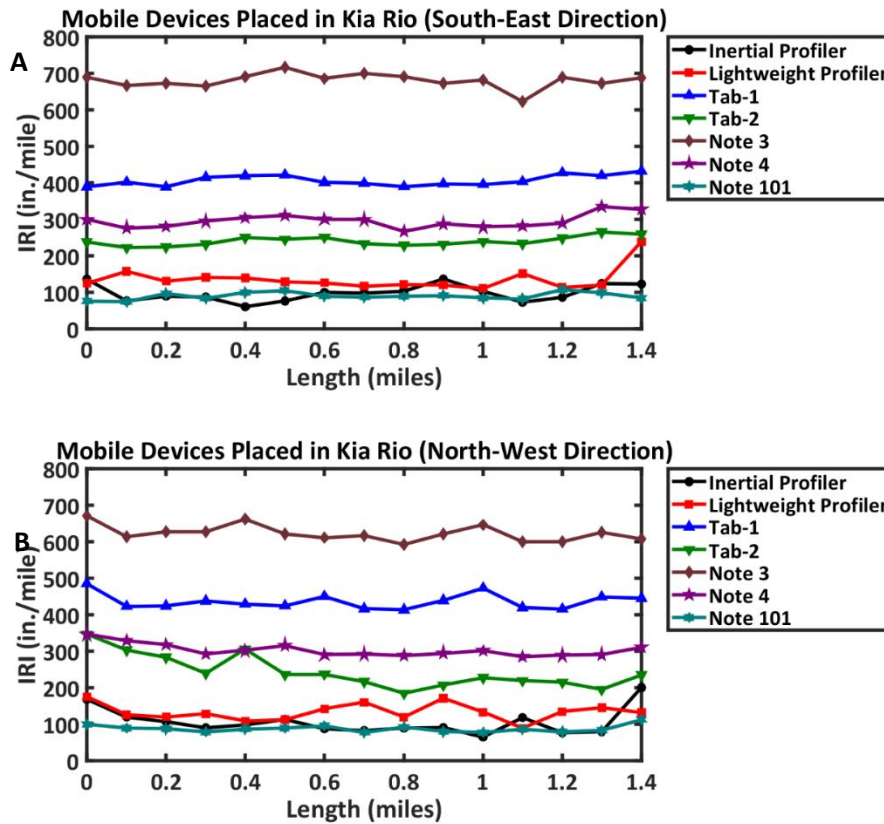 Mobile Devices Placed in Kia Rio (South-East Direction)
A
IRI (in./mile)
800
700
600
500
400
300
200
100
0
0 0.2 0.4 0.6 0.8 1 1.2 1.4
Length (miles)
Inertial Profiler
Lightweight Profiler
Tab-1
Tab-2
Note 3
Note 4
Note 101
Mobile Devices Placed in Kia Rio (North-West Direction)
B
IRI (in./mile)
800
700
600
500
400
300
200
100
0
0 0.2 0.4 0.6 0.8 1 1.2 1.4
Length (miles)
Inertial Profiler
Lightweight Profiler
Tab-1
Tab-2
Note 3
Note 4
Note 101